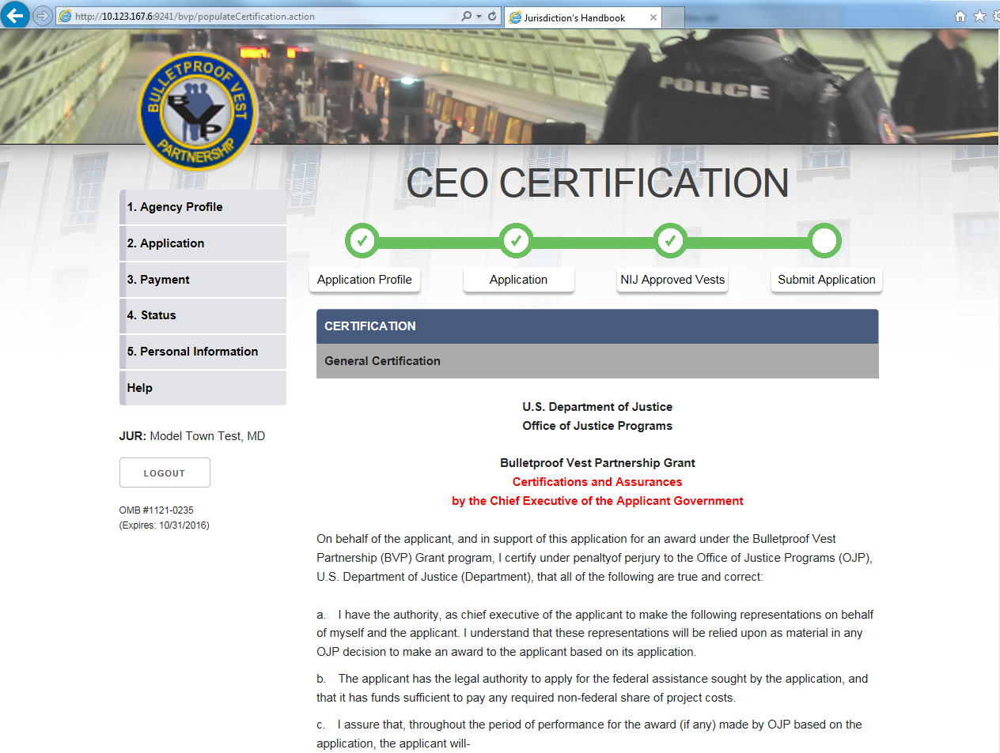 http://10.123.167.6:9241/bvp/populateCertification.action
Jurisdiction's Handbook
POLICE
BULLETPROOF VEST
BVP
PARTNERSHIP
CEO CERTIFICATION
1. Agency Profile
2. Application
3. Payment
4. Status
5. Personal Information
Help
JUR: Model Town Test, MD
LOGOUT
OMB #1121-0235
(Expires: 10/31/2016)
Application Profile
Application
NIJ Approved Vests
Submit Application
CERTIFICATION
General Certification
U.S. Department of Justice
Office of Justice Programs
Bulletproof Vest Partnership Grant
Certifications and Assurances
by the Chief Executive of the Applicant Government
On behalf of the applicant, and in support of this application for an award under the Bulletproof Vest
Partnership (BVP) Grant program, I certify under penaltyof perjury to the Office of Justice Programs (OJP),
U.S. Department of Justice (Department), that all of the following are true and correct:
a. I have the authority, as chief executive of the applicant to make the following representations on behalf
of myself and the applicant. I understand that these representations will be relied upon as material in any
OJP decision to make an award to the applicant based on its application.
b. The applicant has the legal authority to apply for the federal assistance sought by the application, and
that it has funds sufficient to pay any required non-federal share of project costs.
c. I assure that, throughout the period of performance for the award (if any) made by OJP based on the
application, the applicant will-